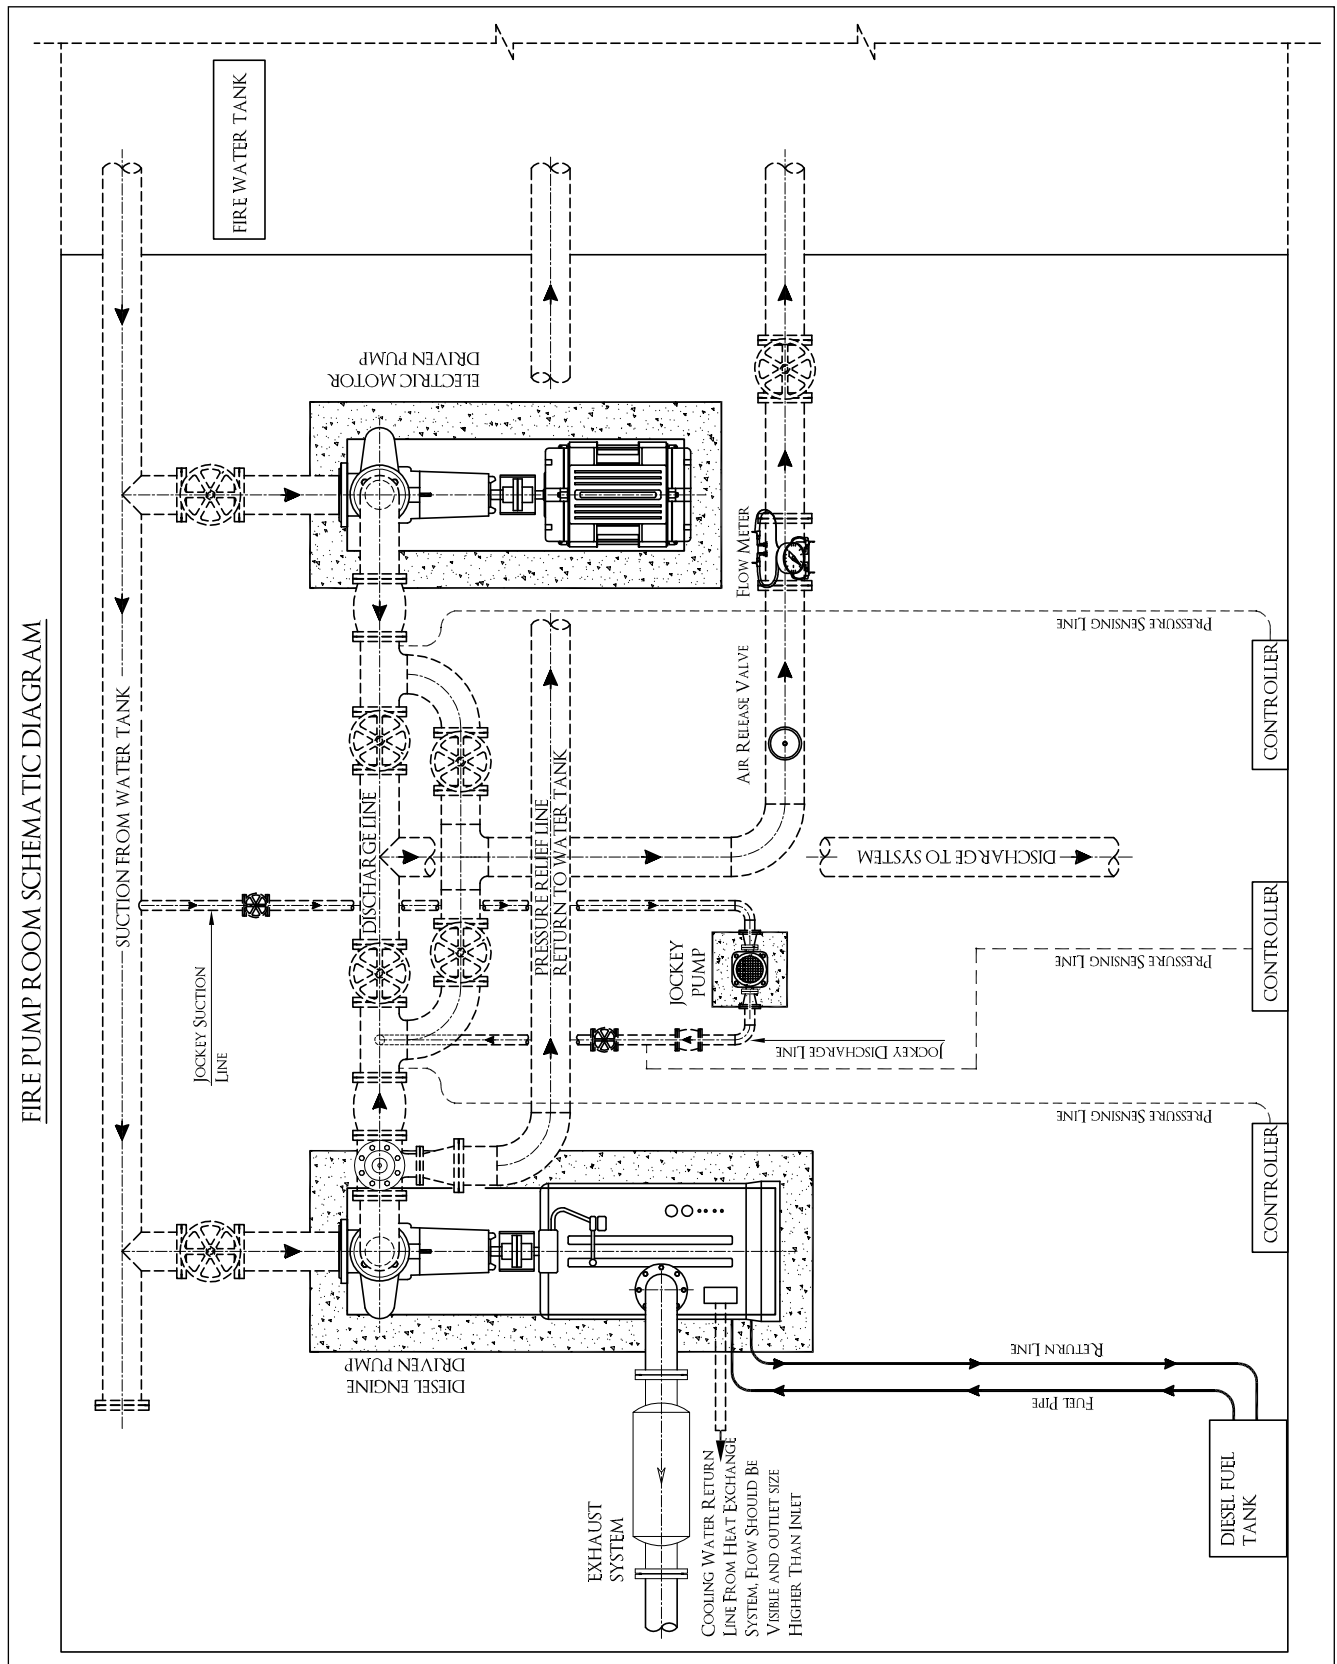 FIRE PUMP ROOM SCHEMATIC DIAGRAM
FIRE WATER TANK
SUCTION FROM WATER TANK
JOCKEY SUCTION
LINE
ELECTRIC MOTOR
DRIVEN PUMP
DISCHARGE LINE
PRESSURE RELIEF LINE
RETURN TO WATER TANK
FLOW METER
AIR RELEASE VALVE
JOCKEY
PUMP
DISCHARGE TO SYSTEM
JOCKEY DISCHARGE LINE
PRESSURE SENSING LINE
CONTROLLER
PRESSURE SENSING LINE
CONTROLLER
PRESSURE SENSING LINE
CONTROLLER
DIESEL ENGINE
DRIVEN PUMP
EXHAUST
SYSTEM
COOLING WATER RETURN
LINE FROM HEAT EXCHANGE
SYSTEM, FLOW SHOULD BE
VISIBLE AND OUTLET SIZE
HIGHER THAN INLET
RETURN LINE
FUEL PIPE
DIESEL FUEL
TANK